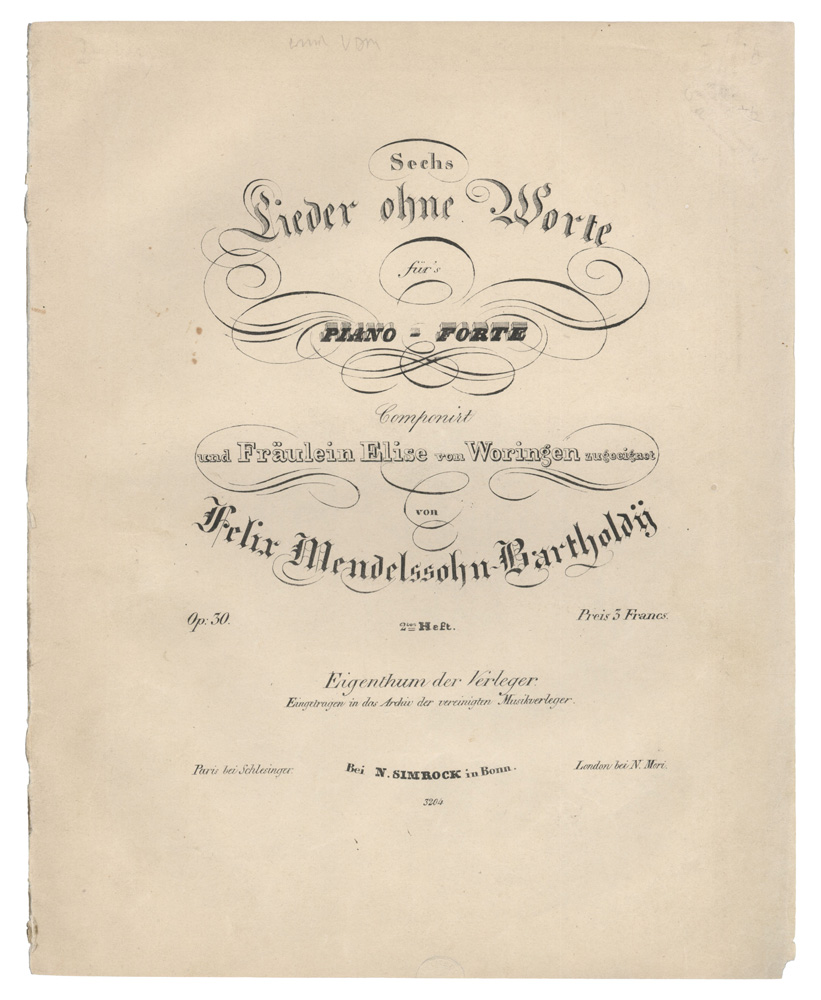 Sechs
Lieder ohne Worte
für's
PIANO - FORTE
Componirt
und Fräulein Elise von Woringen zugeeignet
von
Felix Mendelssohn-Bartholdÿ
Op: 30. 2tes Heft. Preis 3 Francs.
Eigenthum der Verleger.
Eingetragen in das Archiv der vereinigten Musikverleger.
Paris bei Schlesinger. Bei N. SIMROCK in Bonn. London bei N. Mori.
3204